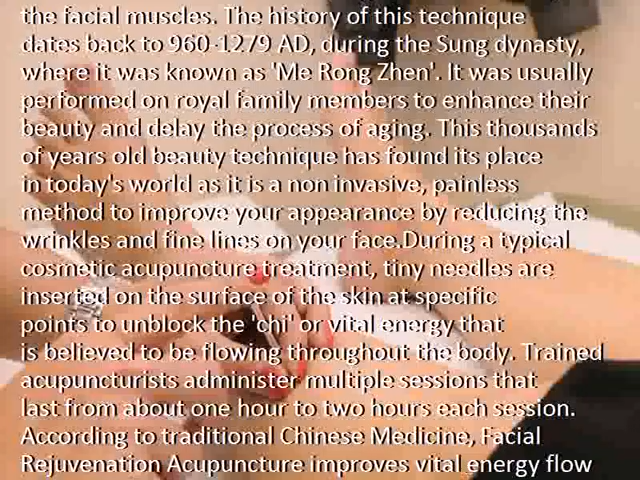 the facial muscles. The history of this technique
dates back to 960-1279 AD, during the Sung dynasty,
where it was known as 'Me Rong Zhen'. It was usually
performed on royal family members to enhance their
beauty and delay the process of aging. This thousands
of years old beauty technique has found its place
in today's world as it is a non invasive, painless
method to improve your appearance by reducing the
wrinkles and fine lines on your face.During a typical
cosmetic acupuncture treatment, tiny needles are
inserted on the surface of the skin at specific
points to unblock the 'chi' or vital energy that
is believed to be flowing throughout the body. Trained
acupuncturists administer multiple sessions that
last from about one hour to two hours each session.
According to traditional Chinese Medicine, Facial
Rejuvenation Acupuncture improves vital energy flow